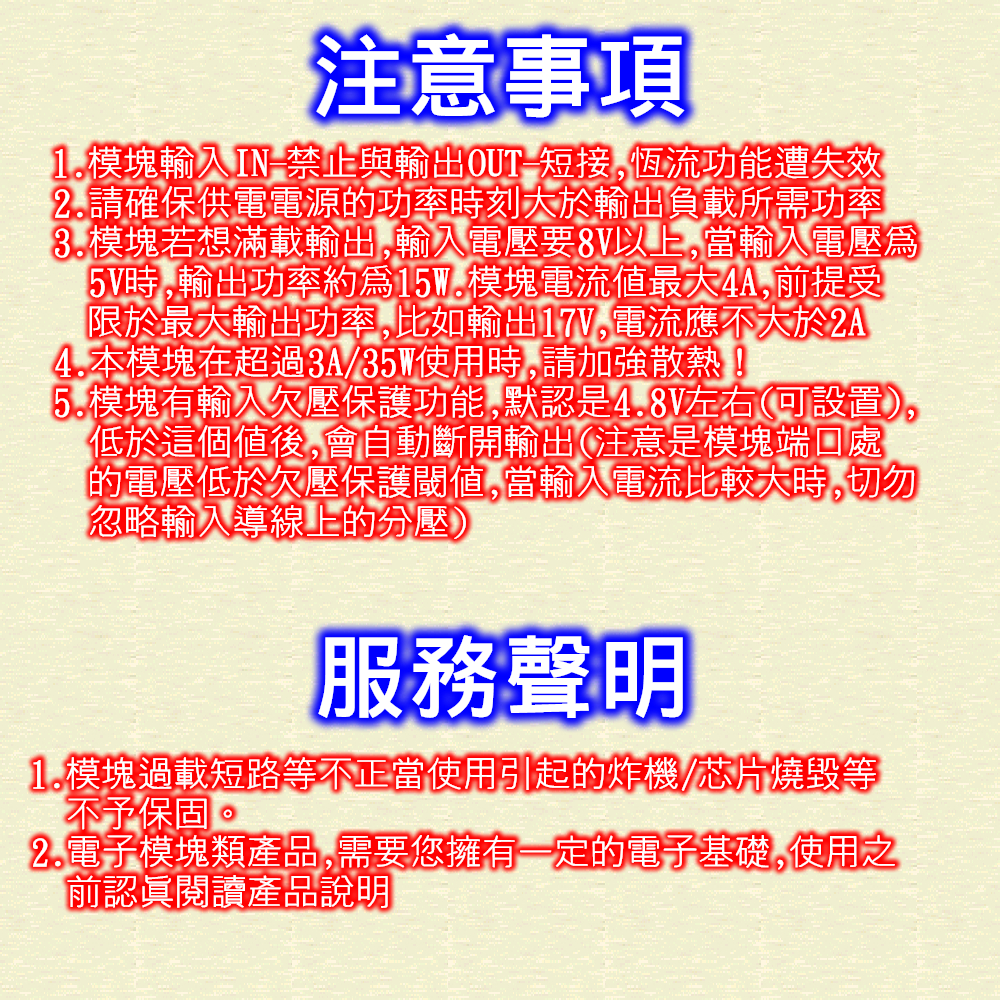 注意事項
1.模塊輸入IN-禁止與輸出OUT-短接,恆流功能遭失效
2.請確保供電電源的功率時刻大於輸出負載所需功率
3.模塊若想滿載輸出,輸入電壓要8V以上,當輸入電壓爲
5V時,輸出功率約爲15W.模塊電流值最大4A,前提受
限於最大輸出功率,比如輸出17V,電流應不大於2A
4.本模塊在超過3A/35W使用時,請加強散熱！
5.模塊有輸入欠壓保護功能,默認是4.8V左右(可設置),
低於這個值後,會自動斷開輸出(注意是模塊端口處
的電壓低於欠壓保護閾值,當輸入電流比較大時,切勿
忽略輸入導線上的分壓)
服務聲明
1.模塊過載短路等不正當使用引起的炸機/芯片燒毀等
不予保固。
2.電子模塊類產品,需要您擁有一定的電子基礎,使用之
前認眞閱讀產品說明